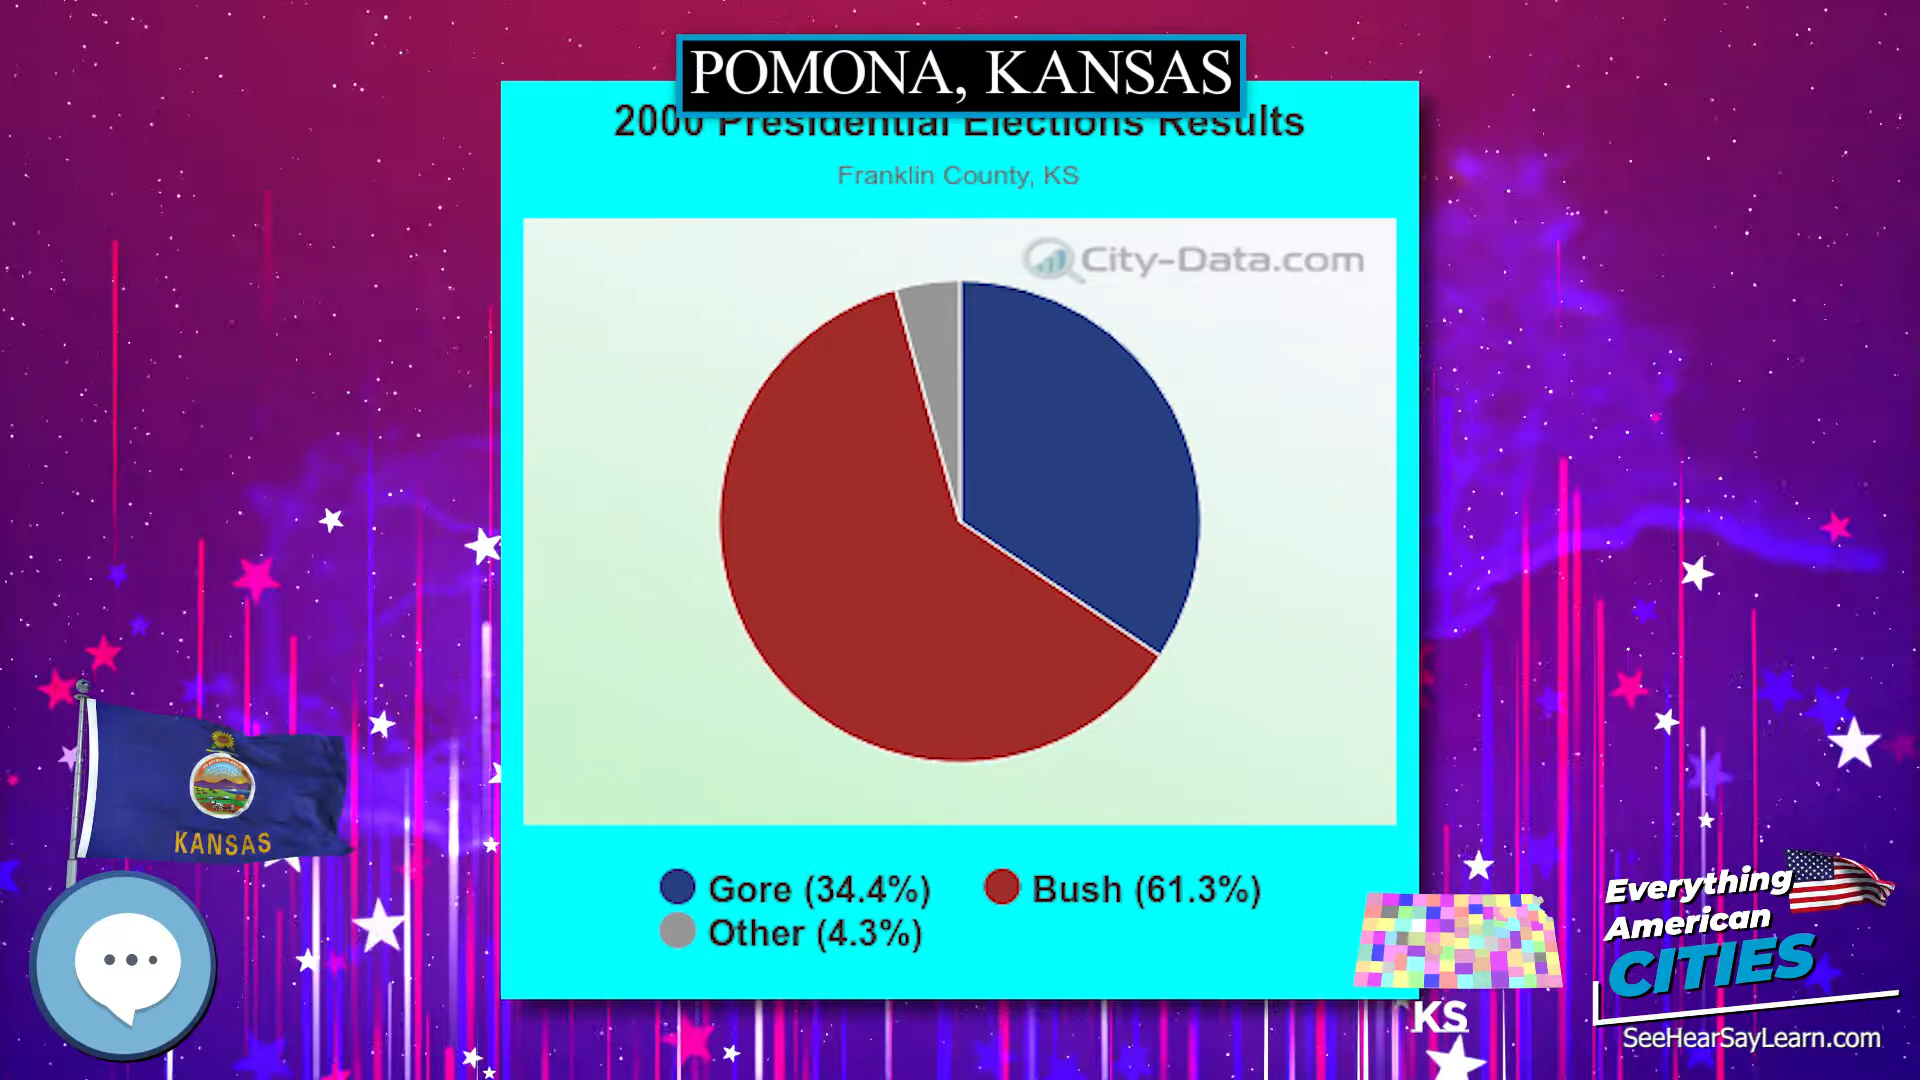 POMONA, KANSAS
2000 Presidential Elections Results
Franklin County, KS
City-Data.com
Gore (34.4%)
Bush (61.3%)
Other (4.3%)
KANSAS
KS
Everything
American
CITIES
SeeHearSayLearn.com